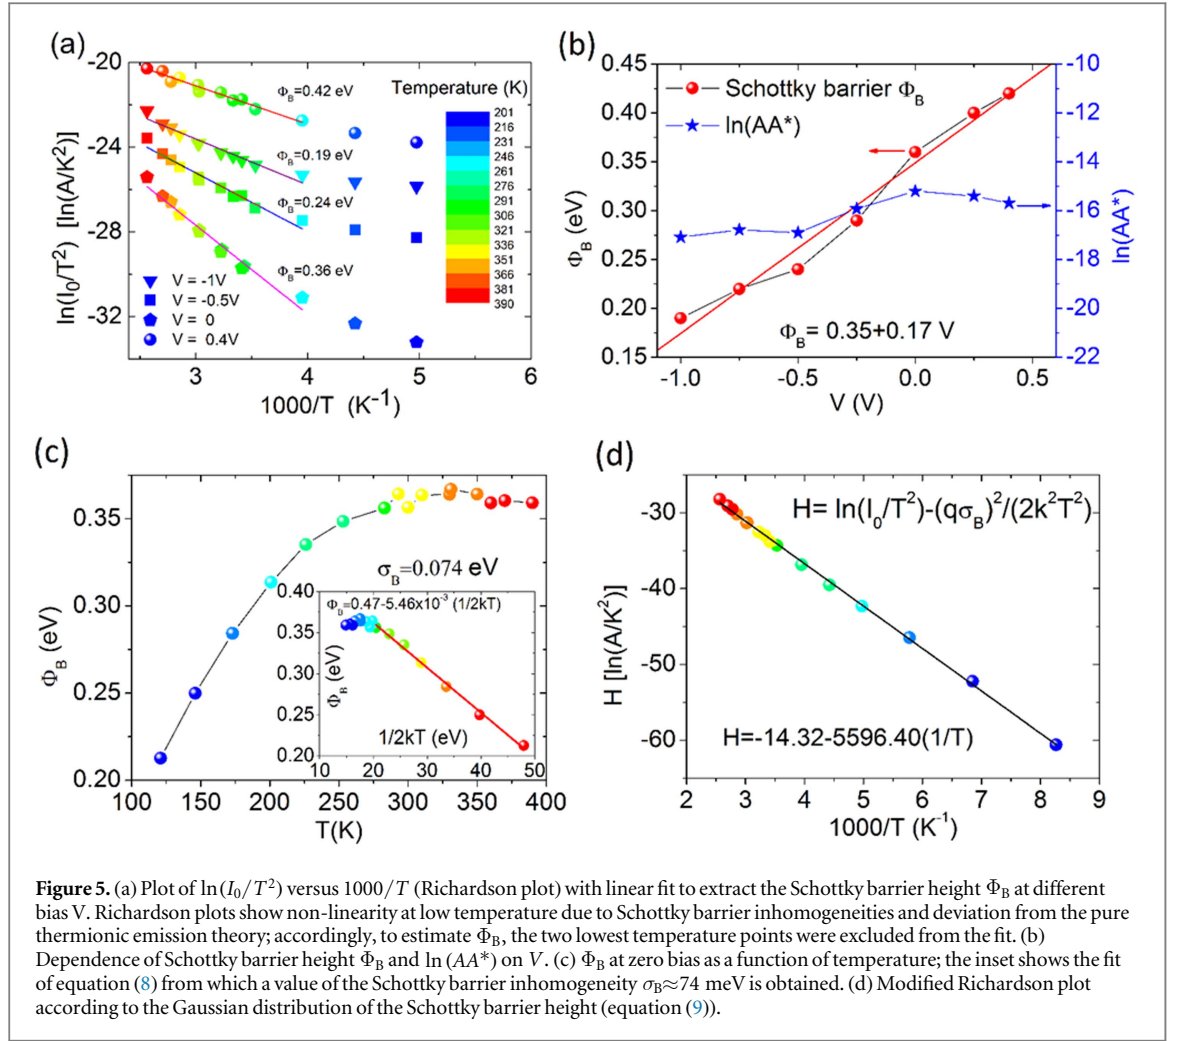 (a)
-20
-24
-28
-32
ln(I₀/T²) [ln(A/K²)]
Φ_B=0.42 eV
Φ_B=0.19 eV
Φ_B=0.24 eV
Φ_B=0.36 eV
Temperature (K)
201
216
231
246
261
276
291
306
321
336
351
366
381
390
V = -1V
V = -0.5V
V = 0
V = 0.4V
3 4 5 6
1000/T (K⁻¹)
(b)
0.45
0.40
0.35
0.30
0.25
0.20
0.15
Φ_B (eV)
Schottky barrier Φ_B
ln(AA*)
Φ_B= 0.35+0.17 V
-10
-12
-14
-16
-18
-20
-22
ln(AA*)
-1.0 -0.5 0.0 0.5
V (V)
(c)
0.35
0.30
0.25
0.20
Φ_B (eV)
σ_B=0.074 eV
0.40
0.35
0.30
0.25
0.20
Φ_B (eV)
Φ_B=0.47-5.46x10⁻³ (1/2kT)
1/2kT (eV)
10 20 30 40 50
100 150 200 250 300 350 400
T(K)
(d)
-30
-40
-50
-60
H [ln(A/K²)]
H= ln(I₀/T²)-(qσ_B)²/(2k²T²)
H=-14.32-5596.40(1/T)
2 3 4 5 6 7 8 9
1000/T (K⁻¹)
Figure 5. (a) Plot of ln(I₀/T²) versus 1000/T (Richardson plot) with linear fit to extract the Schottky barrier height Φ_B at different
bias V. Richardson plots show non-linearity at low temperature due to Schottky barrier inhomogeneities and deviation from the pure
thermionic emission theory; accordingly, to estimate Φ_B, the two lowest temperature points were excluded from the fit. (b)
Dependence of Schottky barrier height Φ_B and ln (AA*) on V. (c) Φ_B at zero bias as a function of temperature; the inset shows the fit
of equation (8) from which a value of the Schottky barrier inhomogeneity σ_B≈74 meV is obtained. (d) Modified Richardson plot
according to the Gaussian distribution of the Schottky barrier height (equation (9)).